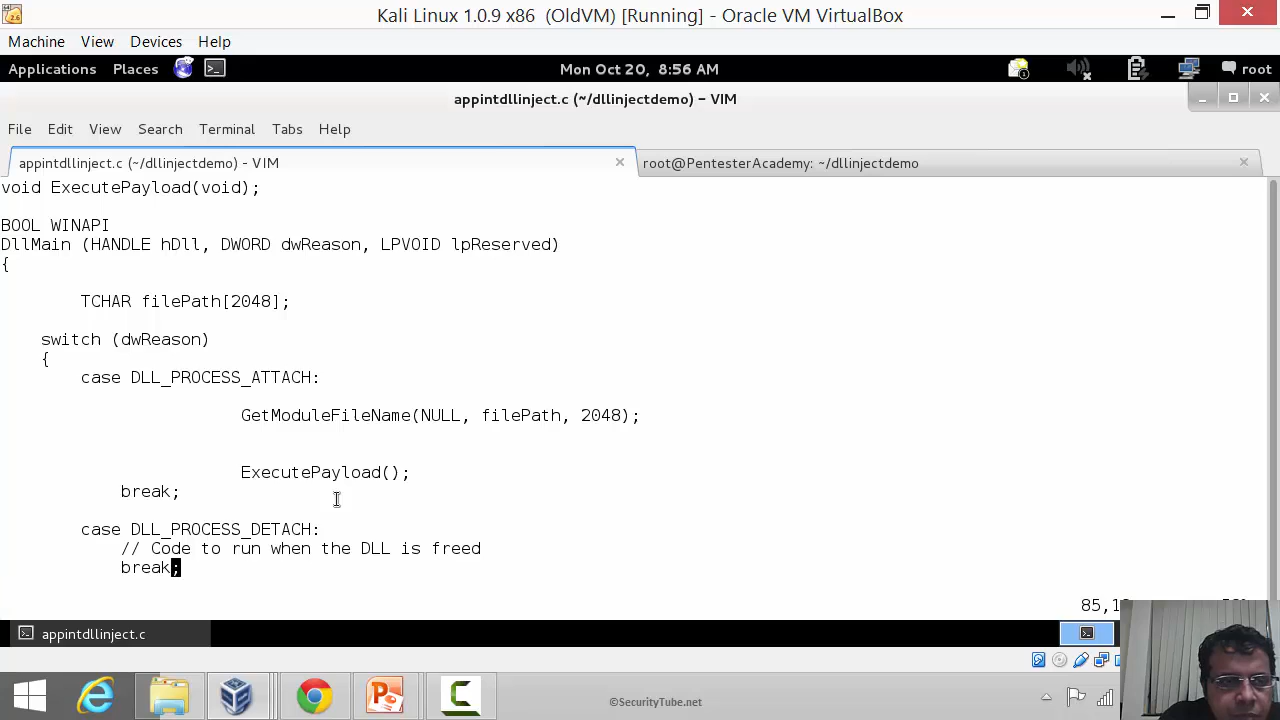 Kali Linux 1.0.9 x86 (OldVM) [Running] - Oracle VM VirtualBox
Machine View Devices Help
Applications Places Mon Oct 20, 8:56 AM root
appintdllinject.c (~/dllinjectdemo) – VIM
File Edit View Search Terminal Tabs Help
appintdllinject.c (~/dllinjectdemo) - VIM root@PentesterAcademy: ~/dllinjectdemo
void ExecutePayload(void);
BOOL WINAPI
DllMain (HANDLE hDll, DWORD dwReason, LPVOID lpReserved)
{
TCHAR filePath[2048];
switch (dwReason)
{
case DLL_PROCESS_ATTACH:
GetModuleFileName(NULL, filePath, 2048);
ExecutePayload();
break;
case DLL_PROCESS_DETACH:
// Code to run when the DLL is freed
break;
appintdllinject.c
©SecurityTube.net